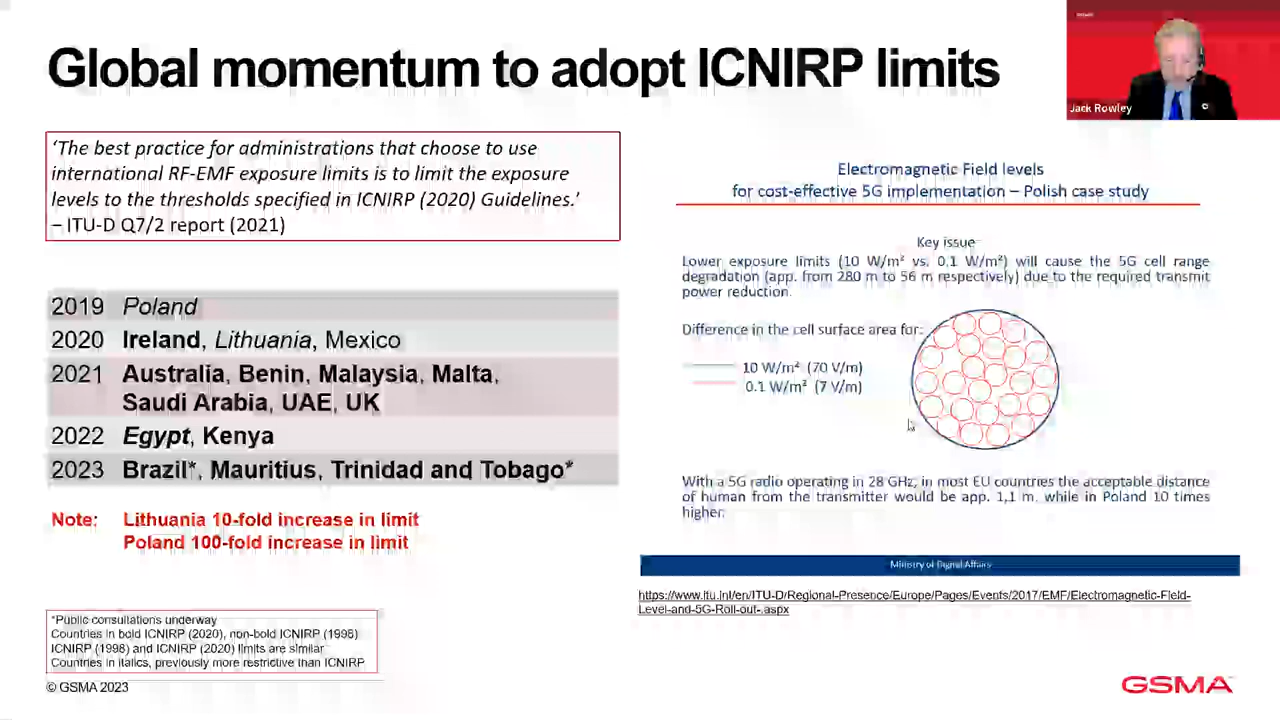 Global momentum to adopt ICNIRP limits
Jack Rowley
‘The best practice for administrations that choose to use
international RF-EMF exposure limits is to limit the exposure
levels to the thresholds specified in ICNIRP (2020) Guidelines.’
– ITU-D Q7/2 report (2021)
2019 Poland
2020 Ireland, Lithuania, Mexico
2021 Australia, Benin, Malaysia, Malta,
Saudi Arabia, UAE, UK
2022 Egypt, Kenya
2023 Brazil*, Mauritius, Trinidad and Tobago*
Note: Lithuania 10-fold increase in limit
Poland 100-fold increase in limit
*Public consultations underway
Countries in bold ICNIRP (2020), non-bold ICNIRP (1998)
ICNIRP (1998) and ICNIRP (2020) limits are similar
Countries in italics, previously more restrictive than ICNIRP
© GSMA 2023
Electromagnetic Field levels
for cost-effective 5G implementation – Polish case study
Key issue
Lower exposure limits (10 W/m² vs. 0.1 W/m²) will cause the 5G cell range
degradation (app. from 280 m to 56 m respectively) due to the required transmit
power reduction.
Difference in the cell surface area for:
10 W/m² (70 V/m)
0.1 W/m² (7 V/m)
With a 5G radio operating in 28 GHz, in most EU countries the acceptable distance
of human from the transmitter would be app. 1,1 m. while in Poland 10 times
higher.
Ministry of Digital Affairs
https://www.itu.int/en/ITU-D/Regional-Presence/Europe/Pages/Events/2017/EMF/Electromagnetic-Field-
Level-and-5G-Roll-out-.aspx
GSMA